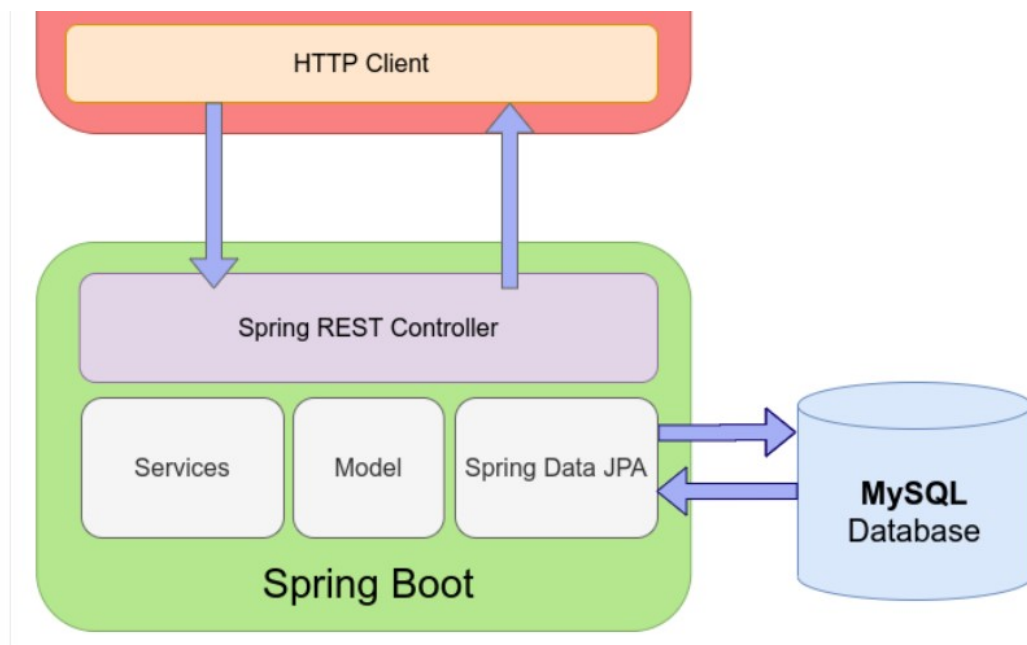 HTTP Client
Spring REST Controller
Services
Model
Spring Data JPA
MySQL
Database
Spring Boot